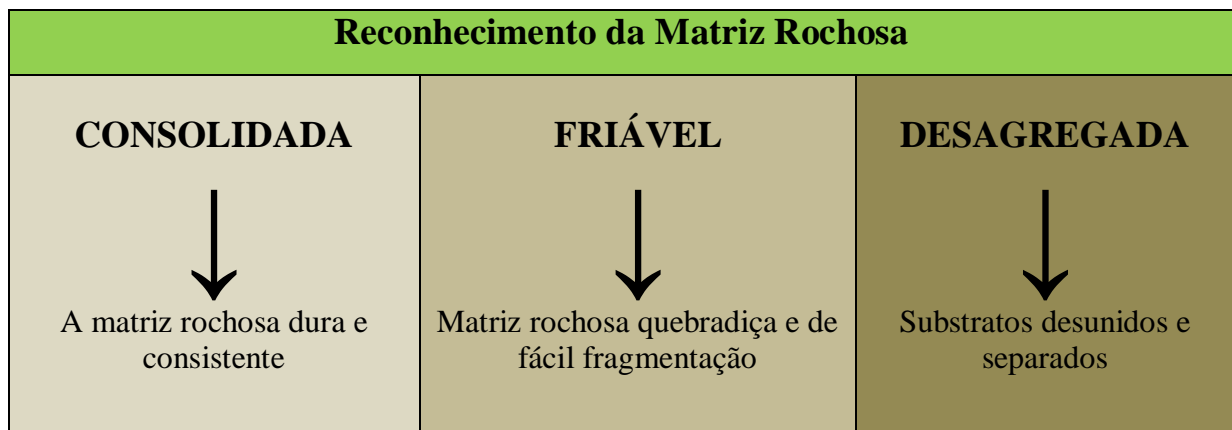 Reconhecimento da Matriz Rochosa
CONSOLIDADA
A matriz rochosa dura e
consistente
FRIÁVEL
Matriz rochosa quebradiça e de
fácil fragmentação
DESAGREGADA
Substratos desunidos e
separados